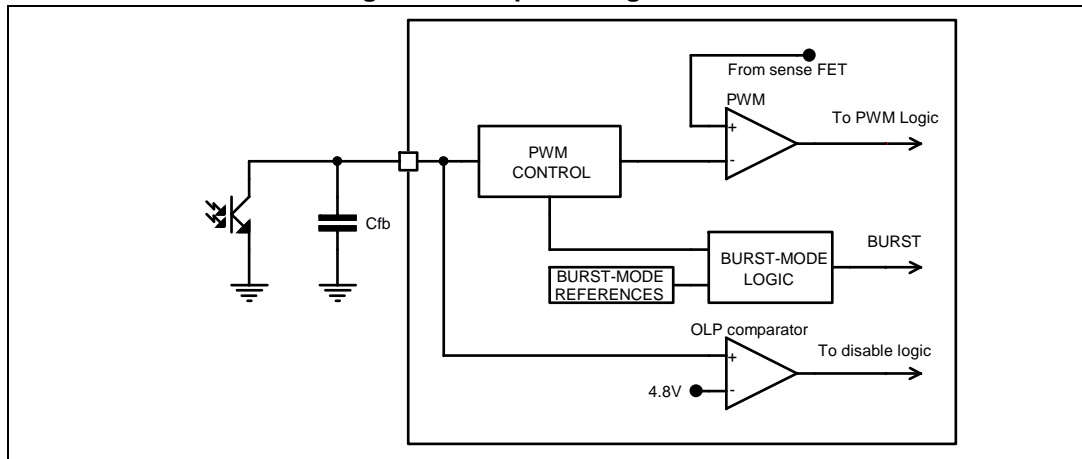 From sense FET
PWM
+
-
To PWM Logic
PWM
CONTROL
Cfb
BURST
BURST-MODE
LOGIC
BURST-MODE
REFERENCES
OLP comparator
+
-
4.8V
To disable logic